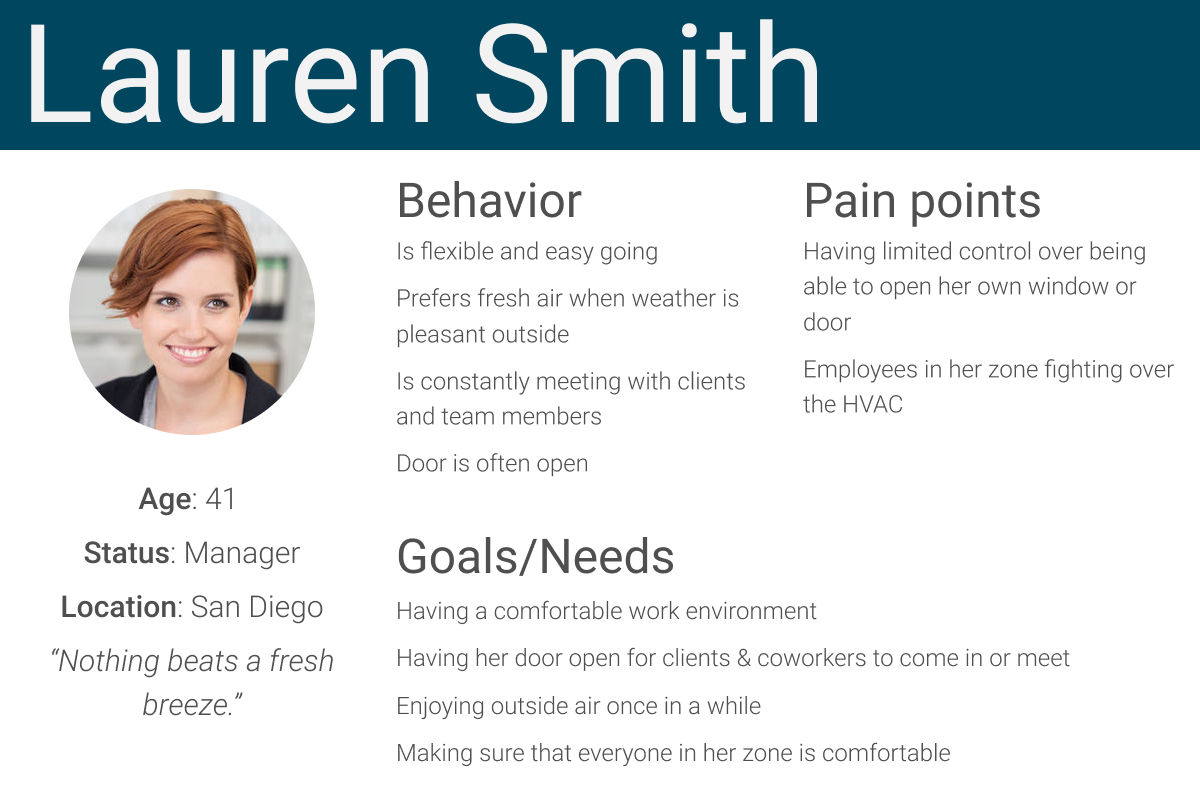 Lauren Smith
Age: 41
Status: Manager
Location: San Diego
“Nothing beats a fresh
breeze.”
Behavior
Is flexible and easy going
Prefers fresh air when weather is
pleasant outside
Is constantly meeting with clients
and team members
Door is often open
Pain points
Having limited control over being
able to open her own window or
door
Employees in her zone fighting over
the HVAC
Goals/Needs
Having a comfortable work environment
Having her door open for clients & coworkers to come in or meet
Enjoying outside air once in a while
Making sure that everyone in her zone is comfortable